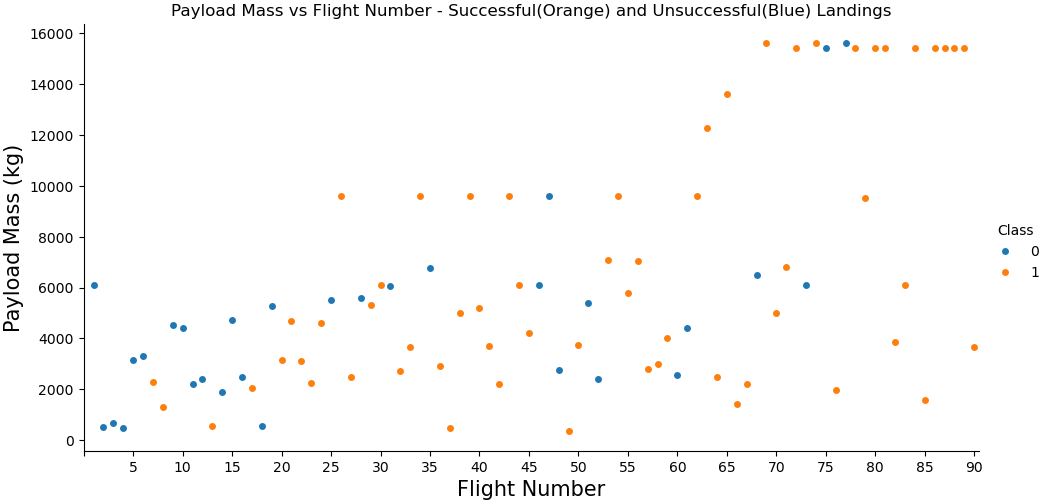 Payload Mass vs Flight Number - Successful(Orange) and Unsuccessful(Blue) Landings
16000
14000
12000
10000
8000
6000
4000
2000
0
Payload Mass (kg)
5 10 15 20 25 30 35 40 45 50 55 60 65 70 75 80 85 90
Flight Number
Class
0
1